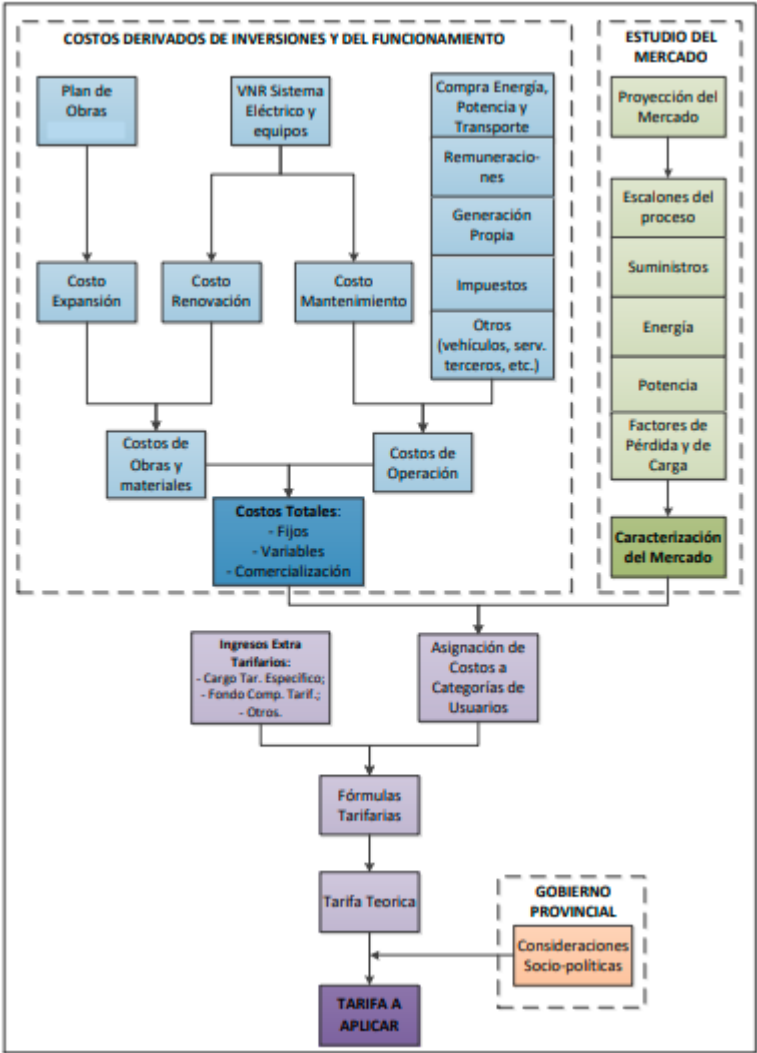 COSTOS DERIVADOS DE INVERSIONES Y DEL FUNCIONAMIENTO
Plan de
Obras
VNR Sistema
Eléctrico y
equipos
Compra Energía,
Potencia y
Transporte
Remuneracio-
nes
Generación
Propia
Impuestos
Otros
(vehículos, serv.
terceros, etc.)
Costo
Expansión
Costo
Renovación
Costo
Mantenimiento
Costos de
Obras y
materiales
Costos de
Operación
Costos Totales:
- Fijos
- Variables
- Comercialización
ESTUDIO DEL
MERCADO
Proyección del
Mercado
Escalones del
proceso
Suministros
Energía
Potencia
Factores de
Pérdida y de
Carga
Caracterización
del Mercado
Ingresos Extra
Tarifarios:
- Cargo Tar. Específico;
- Fondo Comp. Tarif.;
- Otros.
Asignación de
Costos a
Categorías de
Usuarios
Fórmulas
Tarifarias
Tarifa Teorica
GOBIERNO
PROVINCIAL
Consideraciones
Socio-políticas
TARIFA A
APLICAR